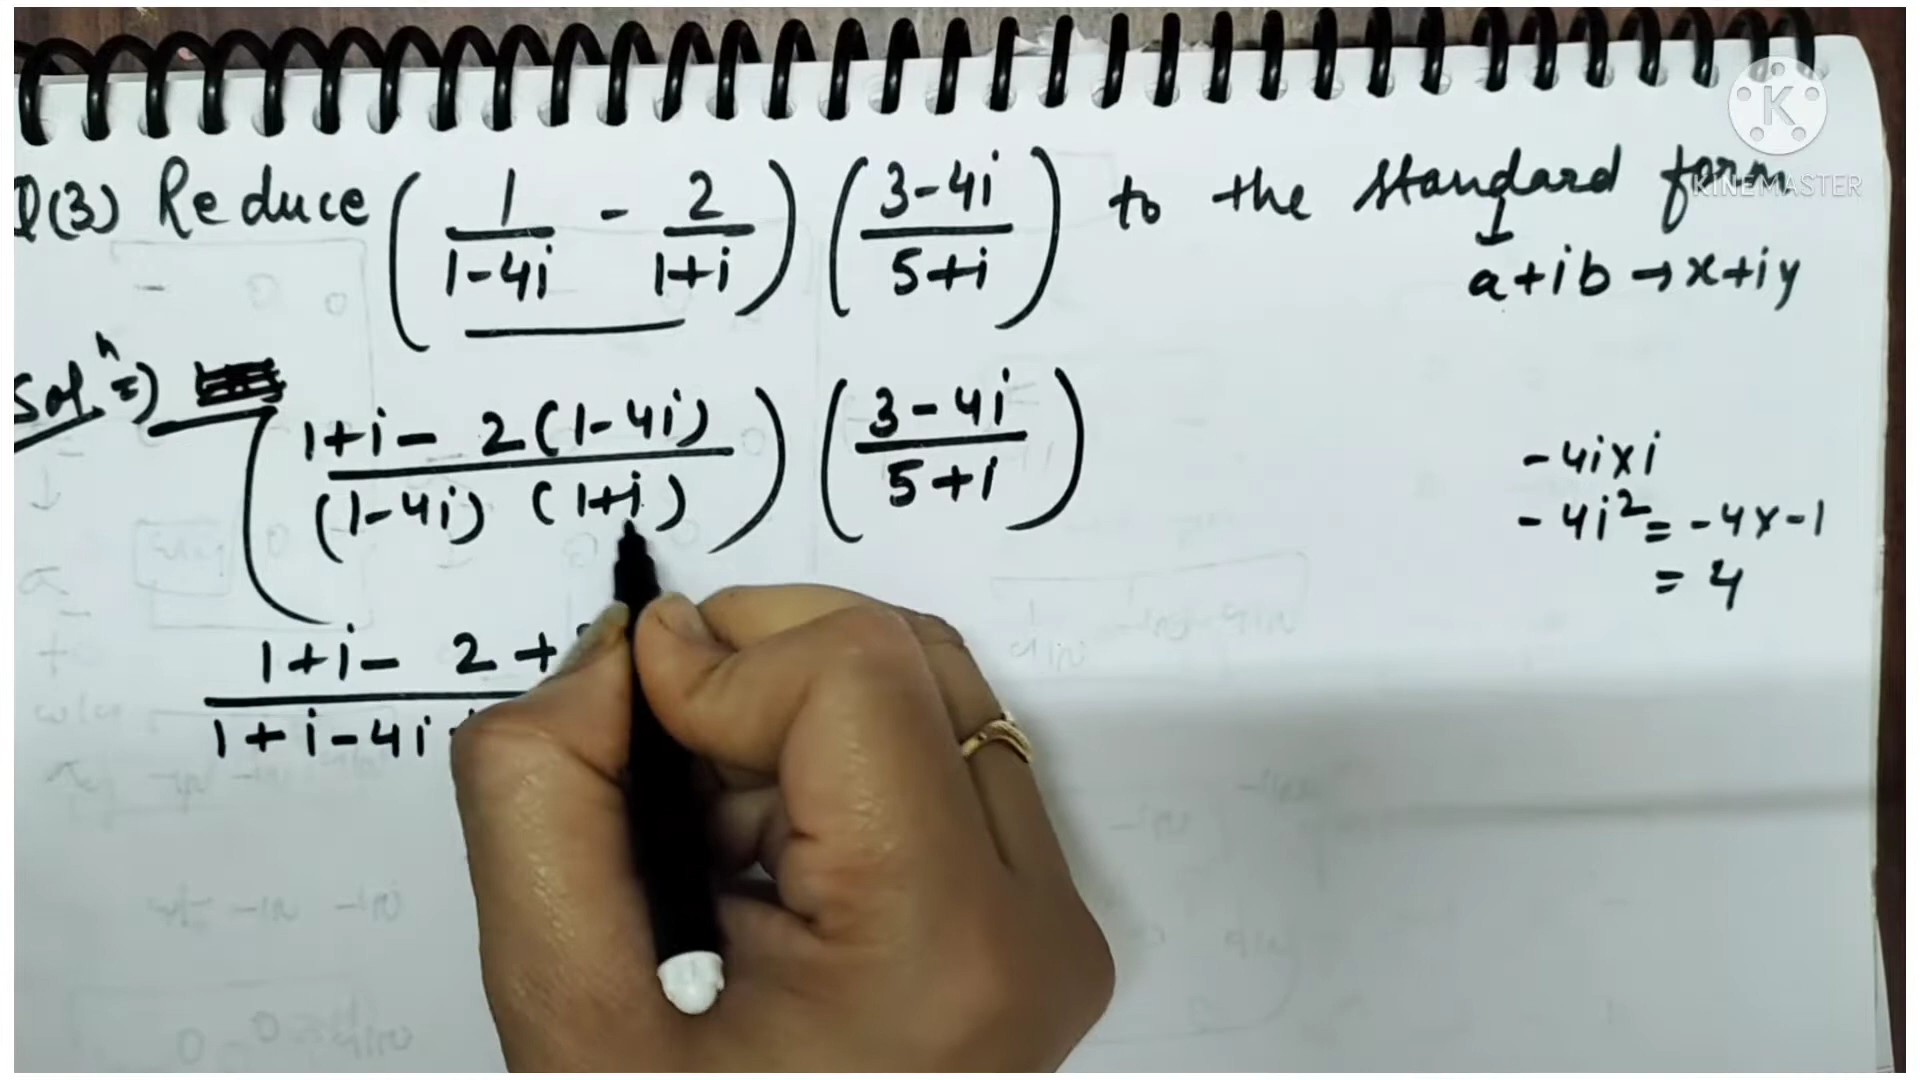 Q(3) Reduce ( 1/(1-4i) - 2/(1+i) ) ( (3-4i)/(5+i) ) to the standard form
↓
a+ib → x+iy
Solⁿ =) ( (1+i - 2(1-4i)) / ((1-4i) (1+i)) ) ( (3-4i)/(5+i) )
1+i - 2 +
1+i-4i
-4i×i
-4i² = -4×-1
= 4
K
KINEMASTER